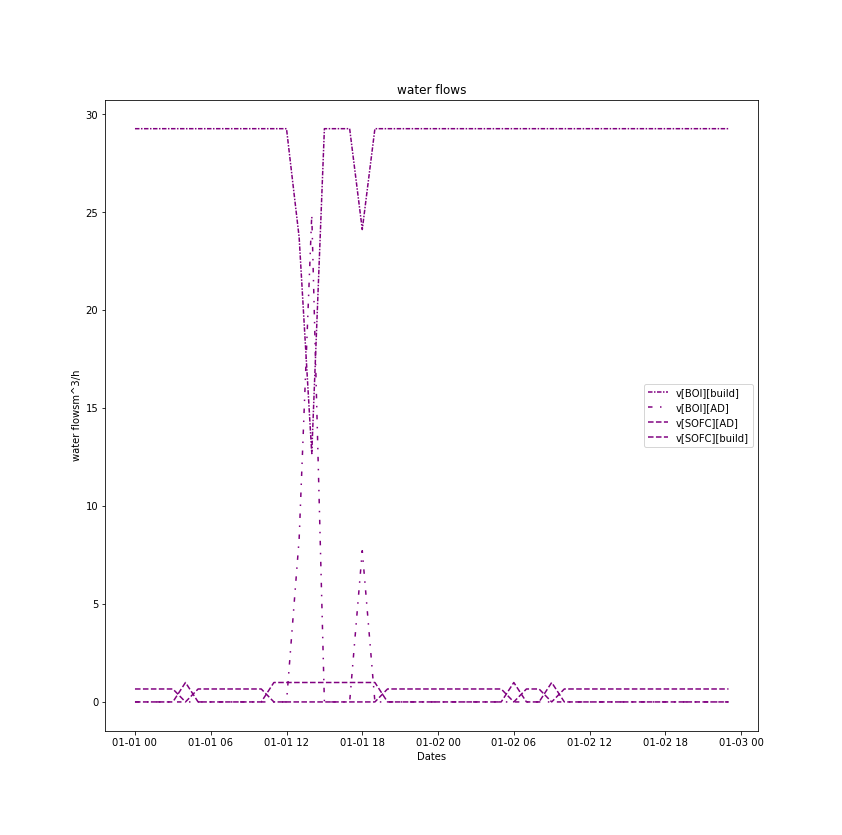 water flows
30
25
20
15
10
5
0
water flowsm^3/h
v[BOI][build]
v[BOI][AD]
v[SOFC][AD]
v[SOFC][build]
01-01 00
01-01 06
01-01 12
01-01 18
01-02 00
01-02 06
01-02 12
01-02 18
01-03 00
Dates